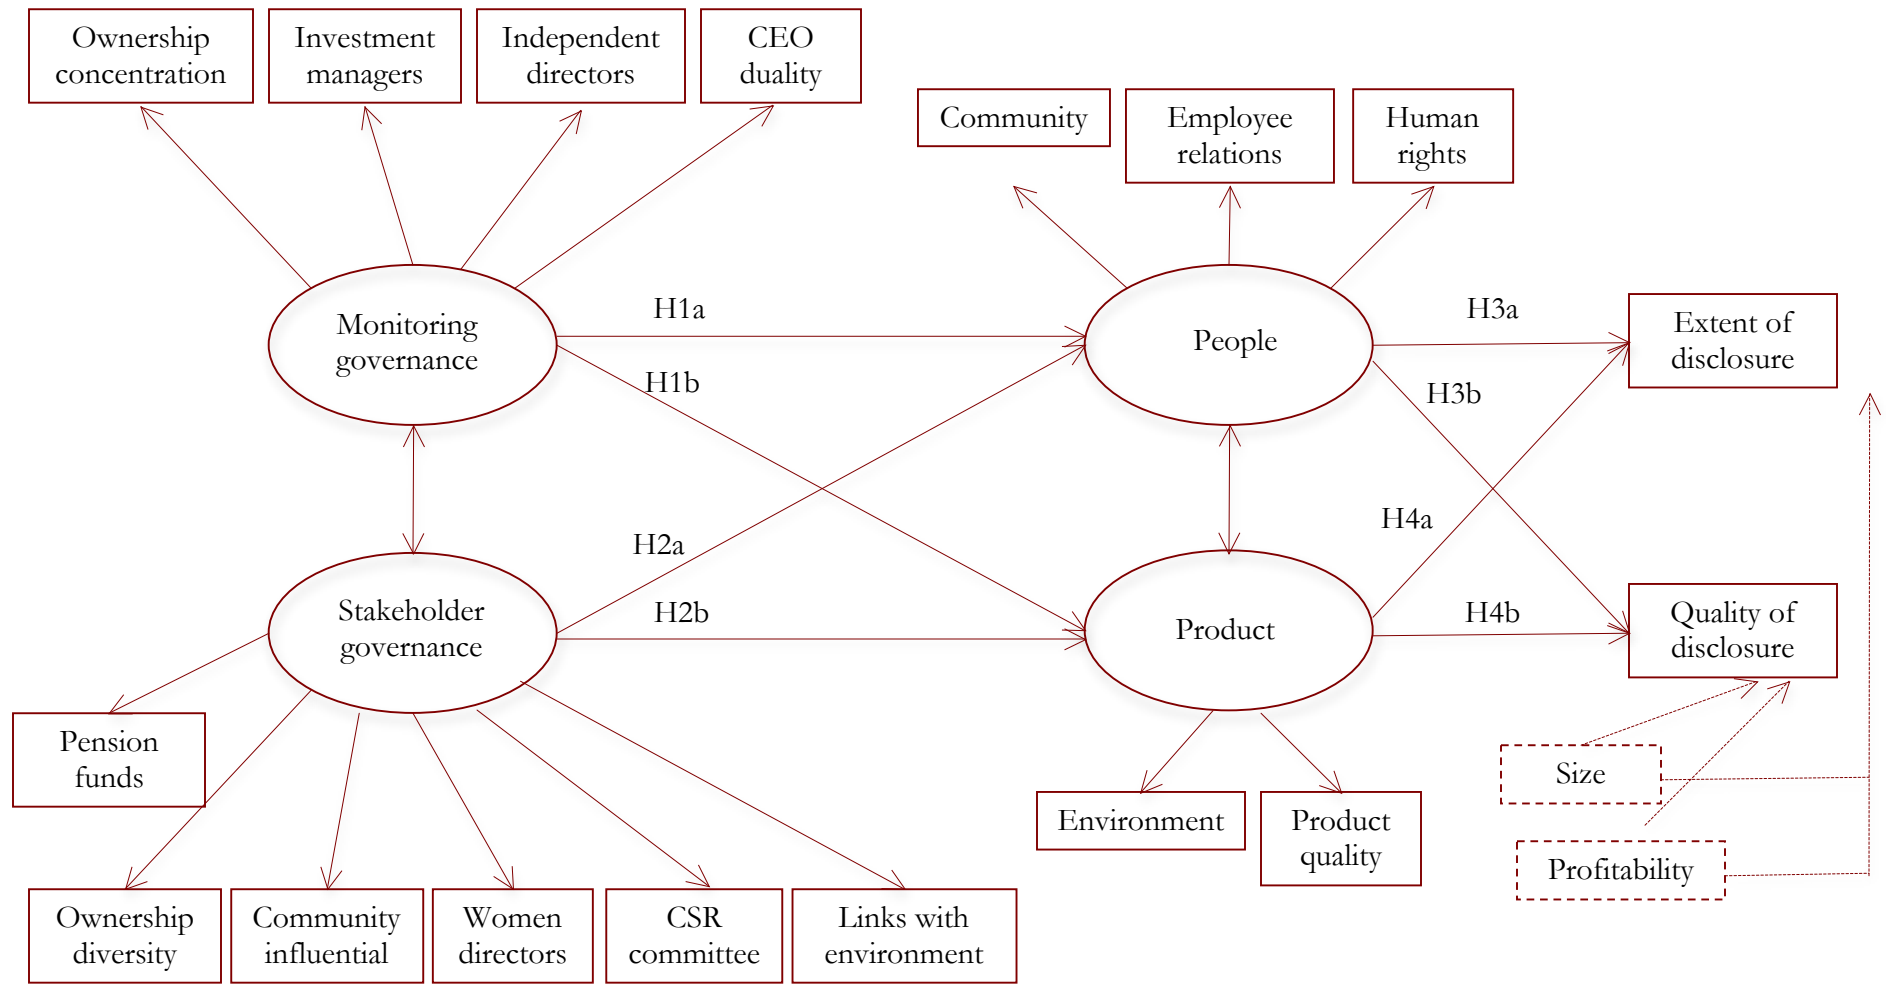 Ownership
concentration
Investment
managers
Independent
directors
CEO
duality
Community
Employee
relations
Human
rights
Monitoring
governance
H1a
H1b
People
H3a
H3b
Extent of
disclosure
Stakeholder
governance
H2a
H2b
Product
H4a
H4b
Quality of
disclosure
Pension
funds
Size
Profitability
Environment
Product
quality
Ownership
diversity
Community
influential
Women
directors
CSR
committee
Links with
environment